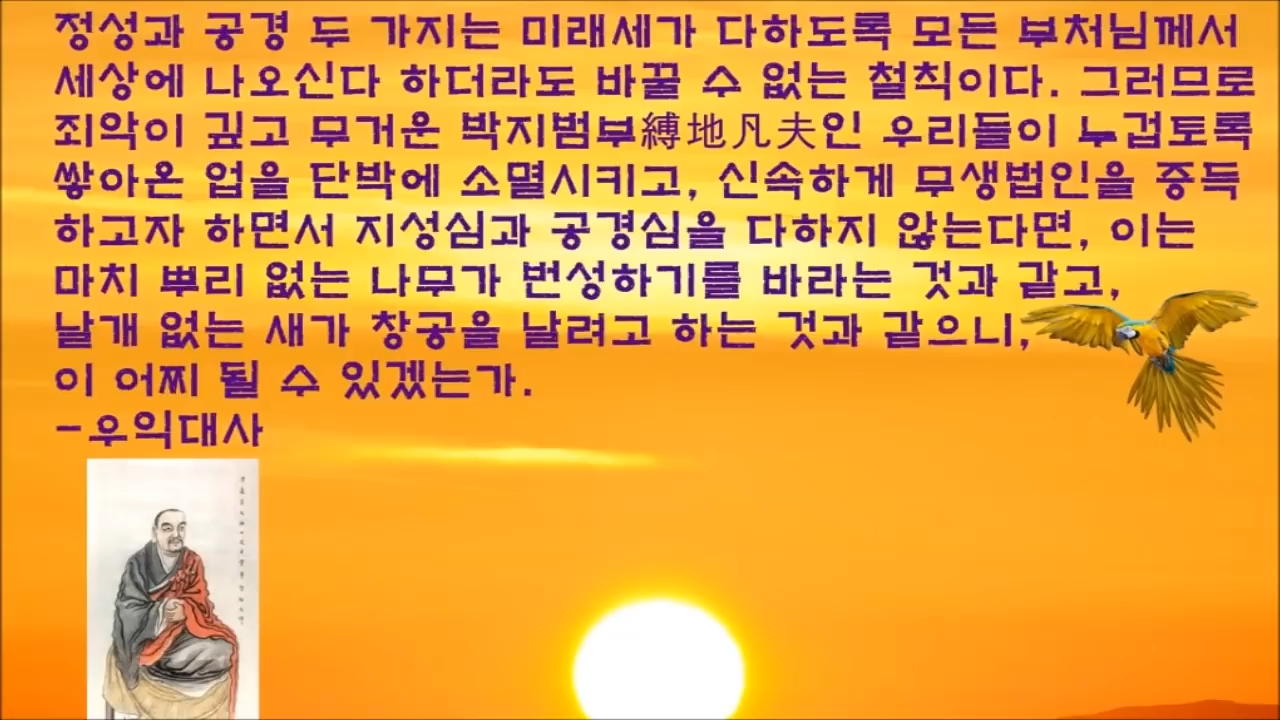 정성과 공경 두 가지는 미래세가 다하도록 모든 부처님께서
세상에 나오신다 하더라도 바꿀 수 없는 철칙이다. 그러므로
죄악이 깊고 무거운 박지범부縛地凡夫인 우리들이 누겁토록
쌓아온 업을 단박에 소멸시키고, 신속하게 무생법인을 증득
하고자 하면서 지성심과 공경심을 다하지 않는다면, 이는
마치 뿌리 없는 나무가 번성하기를 바라는 것과 같고,
날개 없는 새가 창공을 날려고 하는 것과 같으니,
이 어찌 될 수 있겠는가.
-우익대사